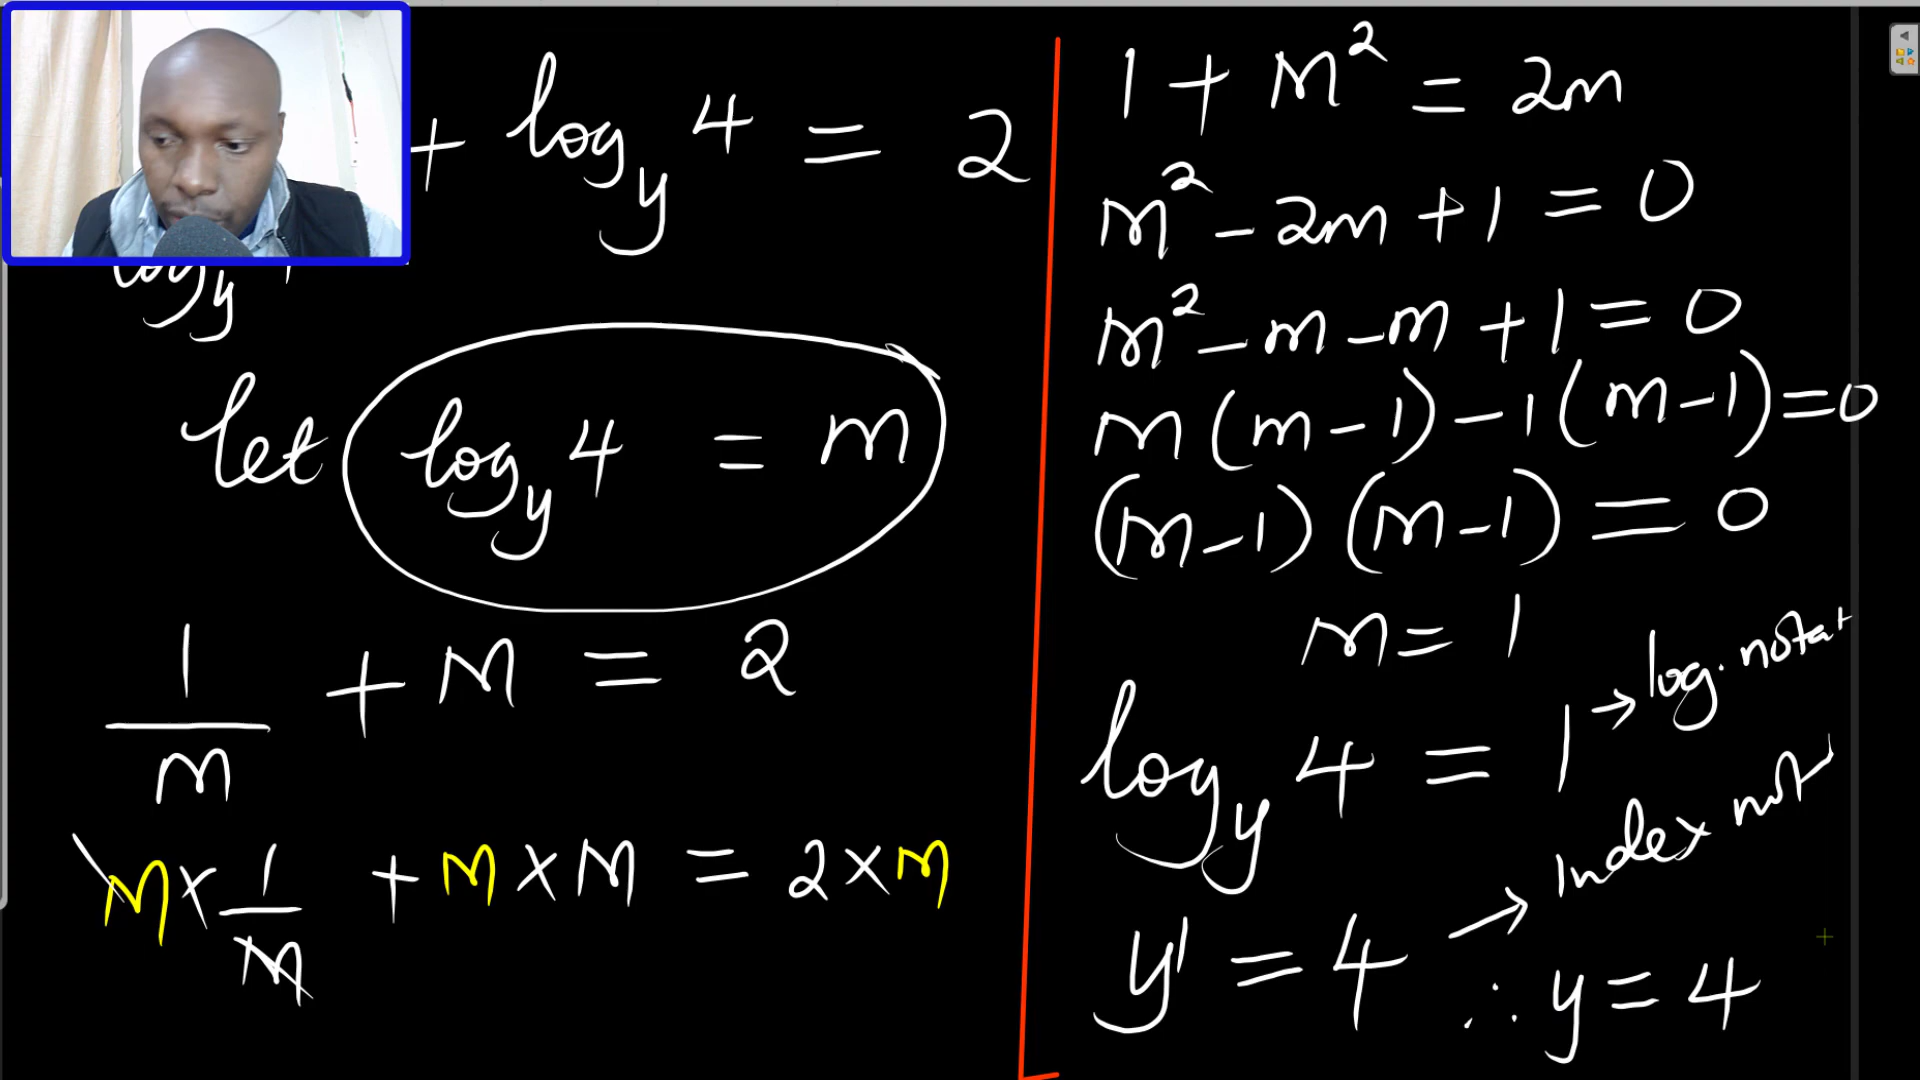 + log_y 4 = 2
log_y
let log_y 4 = m
1/m + m = 2
m × 1/m + m × m = 2 × m
1 + m² = 2m
m² - 2m + 1 = 0
m² - m - m + 1 = 0
m(m - 1) - 1(m - 1) = 0
(m - 1)(m - 1) = 0
m = 1
log_y 4 = 1 → log. notat
y¹ = 4 → Index not
∴ y = 4